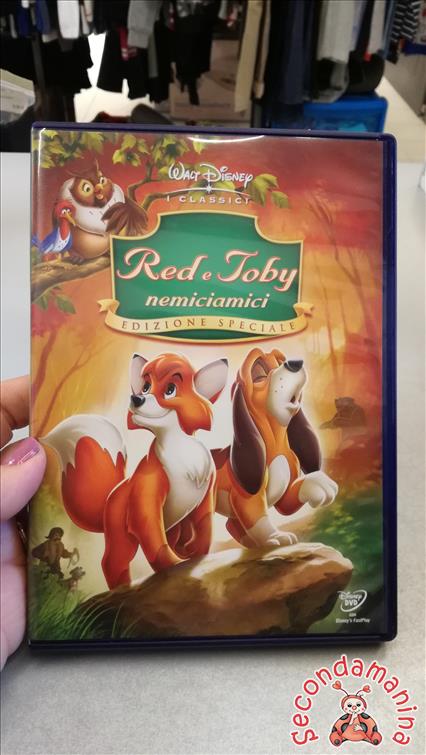 WALT DISNEY
I CLASSICI
Red e Toby
nemiciamici
EDIZIONE SPECIALE
Disney
DVD
con
Disney's FastPlay
Secondamanina